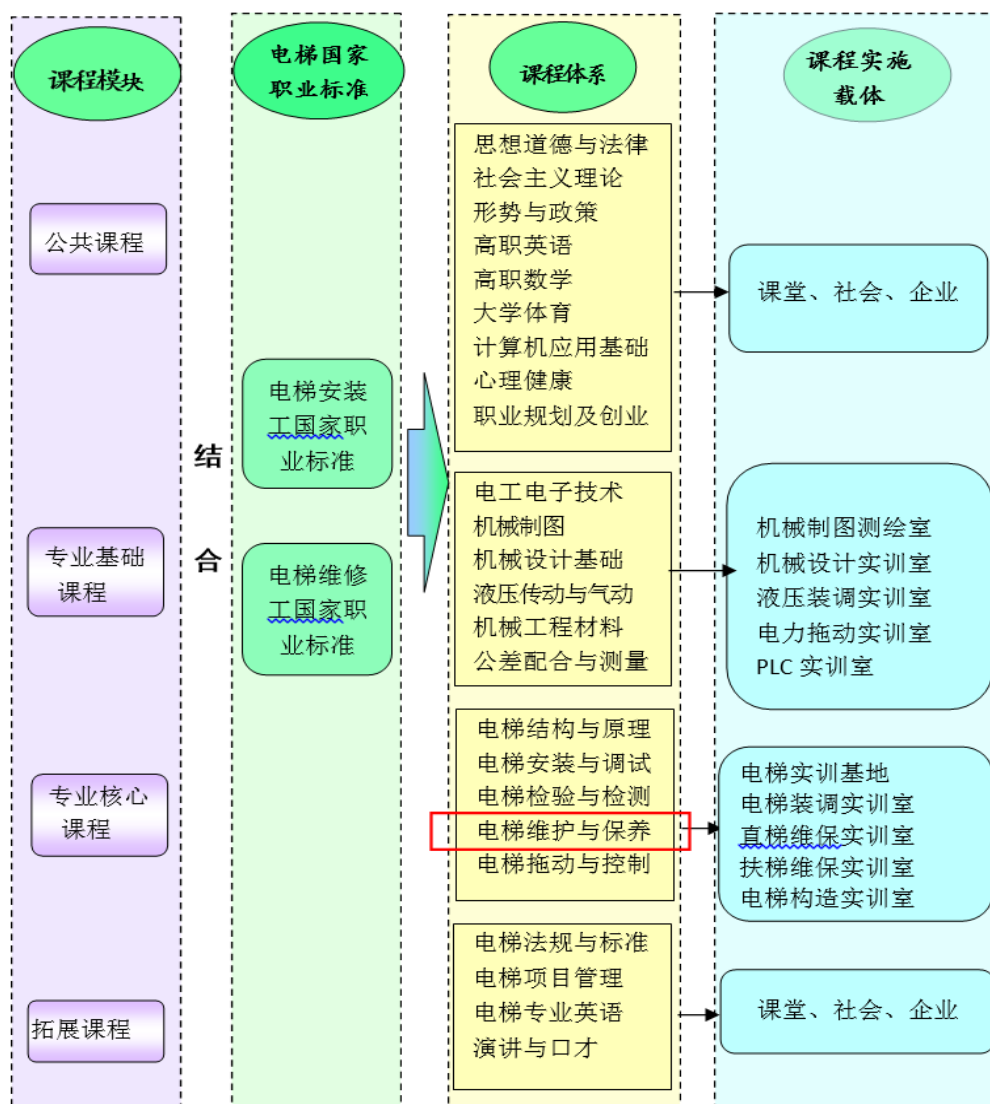 课程模块
公共课程
专业基础
课程
专业核心
课程
拓展课程
结
合
电梯国家
职业标准
电梯安装
工国家职
业标准
电梯维修
工国家职
业标准
课程体系
思想道德与法律
社会主义理论
形势与政策
高职英语
高职数学
大学体育
计算机应用基础
心理健康
职业规划及创业
电工电子技术
机械制图
机械设计基础
液压传动与气动
机械工程材料
公差配合与测量
电梯结构与原理
电梯安装与调试
电梯检验与检测
电梯维护与保养
电梯拖动与控制
电梯法规与标准
电梯项目管理
电梯专业英语
演讲与口才
课程实施
载体
课堂、社会、企业
机械制图测绘室
机械设计实训室
液压装调实训室
电力拖动实训室
PLC 实训室
电梯实训基地
电梯装调实训室
直梯维保实训室
扶梯维保实训室
电梯构造实训室
课堂、社会、企业